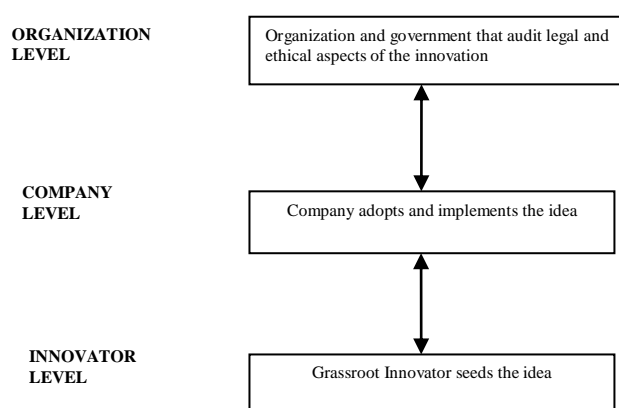 ORGANIZATION
LEVEL
Organization and government that audit legal and
ethical aspects of the innovation
COMPANY
LEVEL
Company adopts and implements the idea
INNOVATOR
LEVEL
Grassroot Innovator seeds the idea